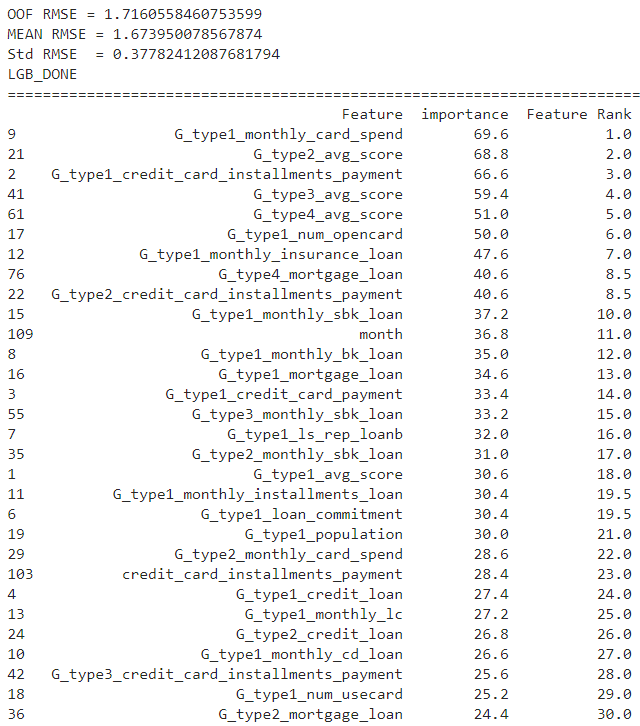 OOF RMSE = 1.7160558460753599
MEAN RMSE = 1.673950078567874
Std RMSE  = 0.37782412087681794
LGB_DONE
========================================================================
Feature  importance  Feature Rank
9  G_type1_monthly_card_spend  69.6  1.0
21  G_type2_avg_score  68.8  2.0
2  G_type1_credit_card_installments_payment  66.6  3.0
41  G_type3_avg_score  59.4  4.0
61  G_type4_avg_score  51.0  5.0
17  G_type1_num_opencard  50.0  6.0
12  G_type1_monthly_insurance_loan  47.6  7.0
76  G_type4_mortgage_loan  40.6  8.5
22  G_type2_credit_card_installments_payment  40.6  8.5
15  G_type1_monthly_sbk_loan  37.2  10.0
109  month  36.8  11.0
8  G_type1_monthly_bk_loan  35.0  12.0
16  G_type1_mortgage_loan  34.6  13.0
3  G_type1_credit_card_payment  33.4  14.0
55  G_type3_monthly_sbk_loan  33.2  15.0
7  G_type1_ls_rep_loanb  32.0  16.0
35  G_type2_monthly_sbk_loan  31.0  17.0
1  G_type1_avg_score  30.6  18.0
11  G_type1_monthly_installments_loan  30.4  19.5
6  G_type1_loan_commitment  30.4  19.5
19  G_type1_population  30.0  21.0
29  G_type2_monthly_card_spend  28.6  22.0
103  credit_card_installments_payment  28.4  23.0
4  G_type1_credit_loan  27.4  24.0
13  G_type1_monthly_lc  27.2  25.0
24  G_type2_credit_loan  26.8  26.0
10  G_type1_monthly_cd_loan  26.6  27.0
42  G_type3_credit_card_installments_payment  25.6  28.0
18  G_type1_num_usecard  25.2  29.0
36  G_type2_mortgage_loan  24.4  30.0